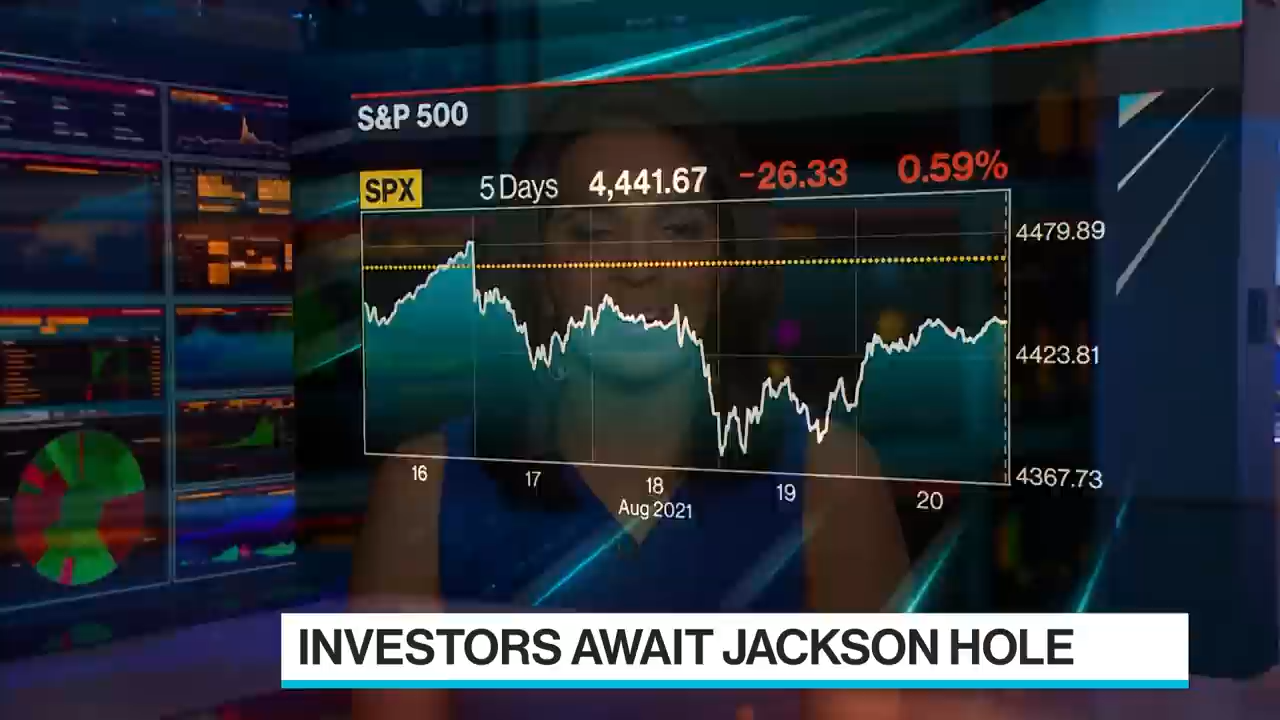 S&P 500
SPX 5 Days 4,441.67 -26.33 0.59%
4479.89
4423.81
4367.73
16 17 18 19 20
Aug 2021
INVESTORS AWAIT JACKSON HOLE